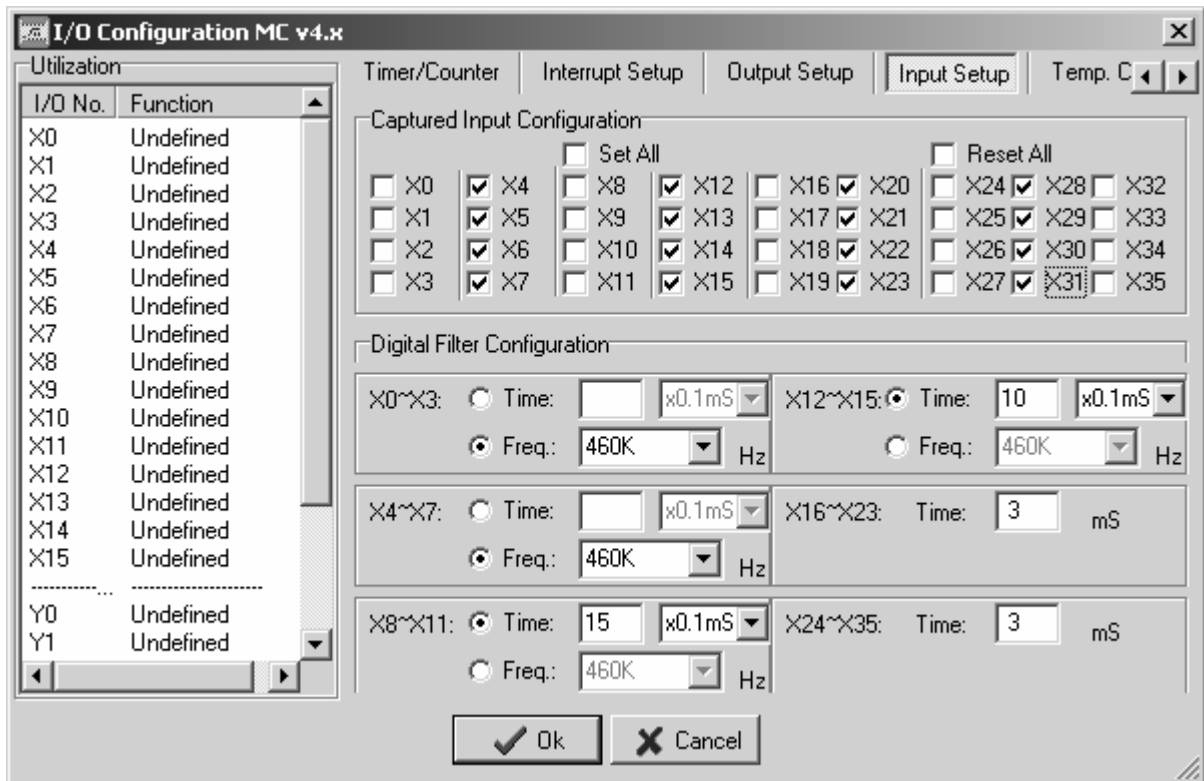 I/O Configuration MC v4.x
Utilization
I/O No. Function
X0 Undefined
X1 Undefined
X2 Undefined
X3 Undefined
X4 Undefined
X5 Undefined
X6 Undefined
X7 Undefined
X8 Undefined
X9 Undefined
X10 Undefined
X11 Undefined
X12 Undefined
X13 Undefined
X14 Undefined
X15 Undefined
----------... --------------------
Y0 Undefined
Y1 Undefined
Timer/Counter Interrupt Setup Output Setup Input Setup Temp. C
Captured Input Configuration
Set All Reset All
X0 X4 X8 X12 X16 X20 X24 X28 X32
X1 X5 X9 X13 X17 X21 X25 X29 X33
X2 X6 X10 X14 X18 X22 X26 X30 X34
X3 X7 X11 X15 X19 X23 X27 X31 X35
Digital Filter Configuration
X0~X3: Time: x0.1mS X12~X15: Time: 10 x0.1mS
Freq.: 460K Hz Freq.: 460K Hz
X4~X7: Time: x0.1mS X16~X23: Time: 3 mS
Freq.: 460K Hz
X8~X11: Time: 15 x0.1mS X24~X35: Time: 3 mS
Freq.: 460K Hz
Ok Cancel